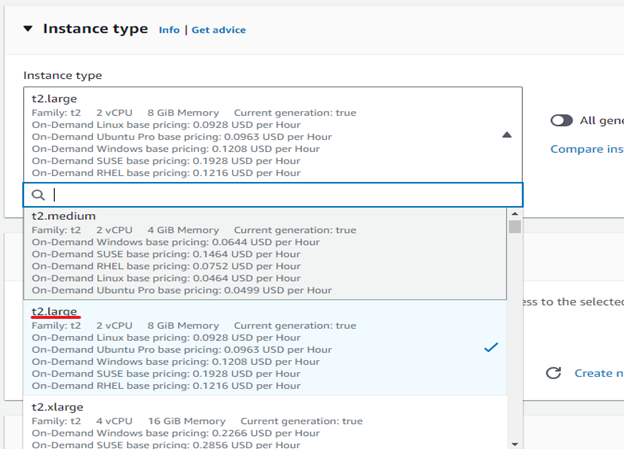 Instance type Info | Get advice
Instance type
t2.large
Family: t2 2 vCPU 8 GiB Memory Current generation: true
On-Demand Linux base pricing: 0.0928 USD per Hour
On-Demand Ubuntu Pro base pricing: 0.0963 USD per Hour
On-Demand Windows base pricing: 0.1208 USD per Hour
On-Demand SUSE base pricing: 0.1928 USD per Hour
On-Demand RHEL base pricing: 0.1216 USD per Hour
All gene
Compare ins
t2.medium
Family: t2 2 vCPU 4 GiB Memory Current generation: true
On-Demand Windows base pricing: 0.0644 USD per Hour
On-Demand SUSE base pricing: 0.1464 USD per Hour
On-Demand RHEL base pricing: 0.0752 USD per Hour
On-Demand Linux base pricing: 0.0464 USD per Hour
On-Demand Ubuntu Pro base pricing: 0.0499 USD per Hour
t2.large
Family: t2 2 vCPU 8 GiB Memory Current generation: true
On-Demand Linux base pricing: 0.0928 USD per Hour
On-Demand Ubuntu Pro base pricing: 0.0963 USD per Hour
On-Demand Windows base pricing: 0.1208 USD per Hour
On-Demand SUSE base pricing: 0.1928 USD per Hour
On-Demand RHEL base pricing: 0.1216 USD per Hour
ess to the selected
Create n
t2.xlarge
Family: t2 4 vCPU 16 GiB Memory Current generation: true
On-Demand Windows base pricing: 0.2266 USD per Hour
On-Demand SUSE base pricing: 0.2856 USD per Hour